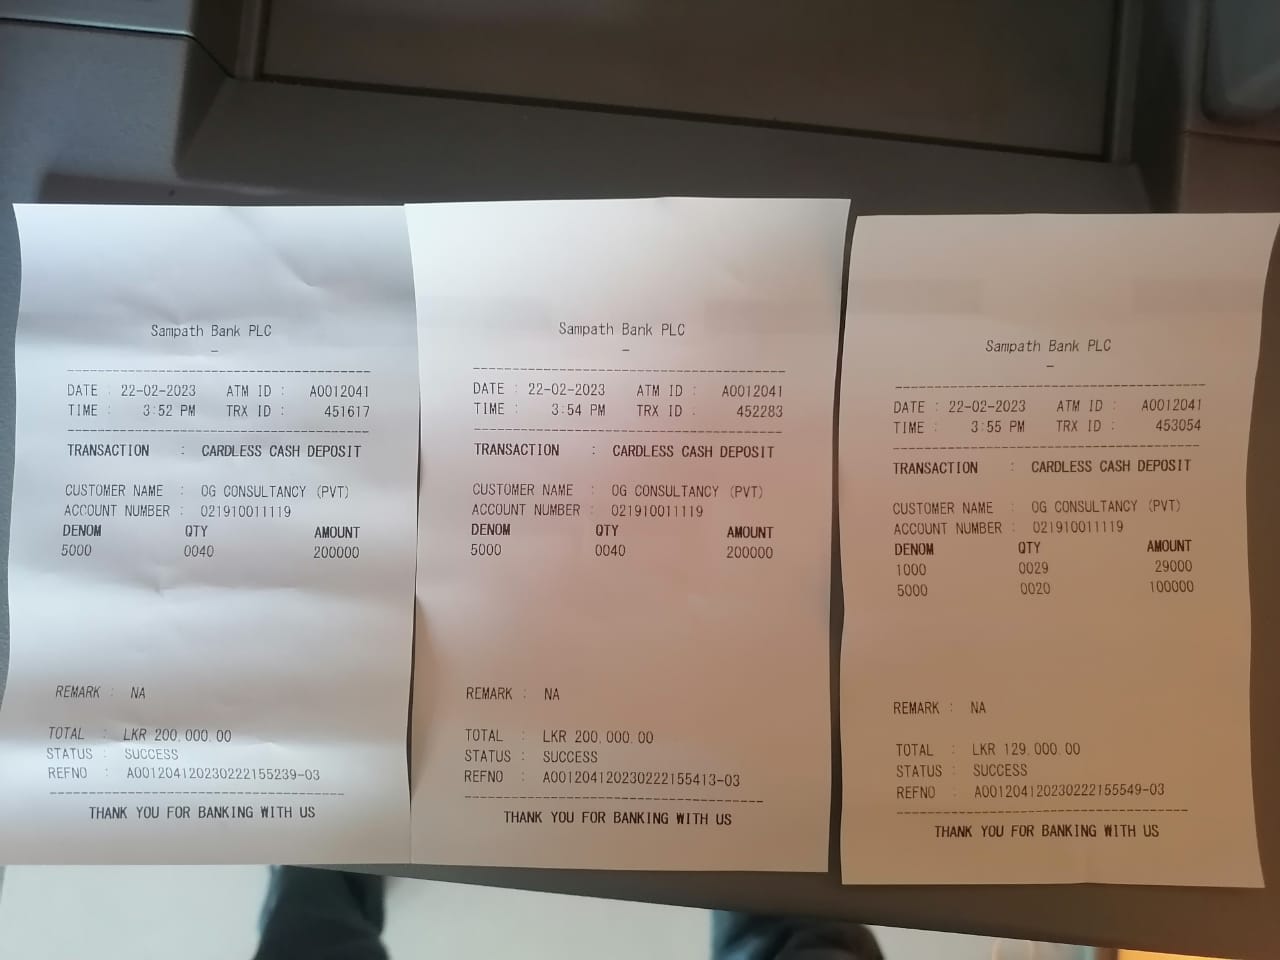 Sampath Bank PLC
–
DATE : 22-02-2023 ATM ID : A0012041
TIME : 3:52 PM TRX ID : 451617
TRANSACTION : CARDLESS CASH DEPOSIT
CUSTOMER NAME : OG CONSULTANCY (PVT)
ACCOUNT NUMBER : 021910011119
DENOM QTY AMOUNT
5000 0040 200000
REMARK : NA
TOTAL : LKR 200,000.00
STATUS : SUCCESS
REFNO : A001204120230222155239-03
THANK YOU FOR BANKING WITH US
Sampath Bank PLC
–
DATE : 22-02-2023 ATM ID : A0012041
TIME : 3:54 PM TRX ID : 452283
TRANSACTION : CARDLESS CASH DEPOSIT
CUSTOMER NAME : OG CONSULTANCY (PVT)
ACCOUNT NUMBER : 021910011119
DENOM QTY AMOUNT
5000 0040 200000
REMARK : NA
TOTAL : LKR 200,000.00
STATUS : SUCCESS
REFNO : A001204120230222155413-03
THANK YOU FOR BANKING WITH US
Sampath Bank PLC
–
DATE : 22-02-2023 ATM ID : A0012041
TIME : 3:55 PM TRX ID : 453054
TRANSACTION : CARDLESS CASH DEPOSIT
CUSTOMER NAME : OG CONSULTANCY (PVT)
ACCOUNT NUMBER : 021910011119
DENOM QTY AMOUNT
1000 0029 29000
5000 0020 100000
REMARK : NA
TOTAL : LKR 129,000.00
STATUS : SUCCESS
REFNO : A001204120230222155549-03
THANK YOU FOR BANKING WITH US